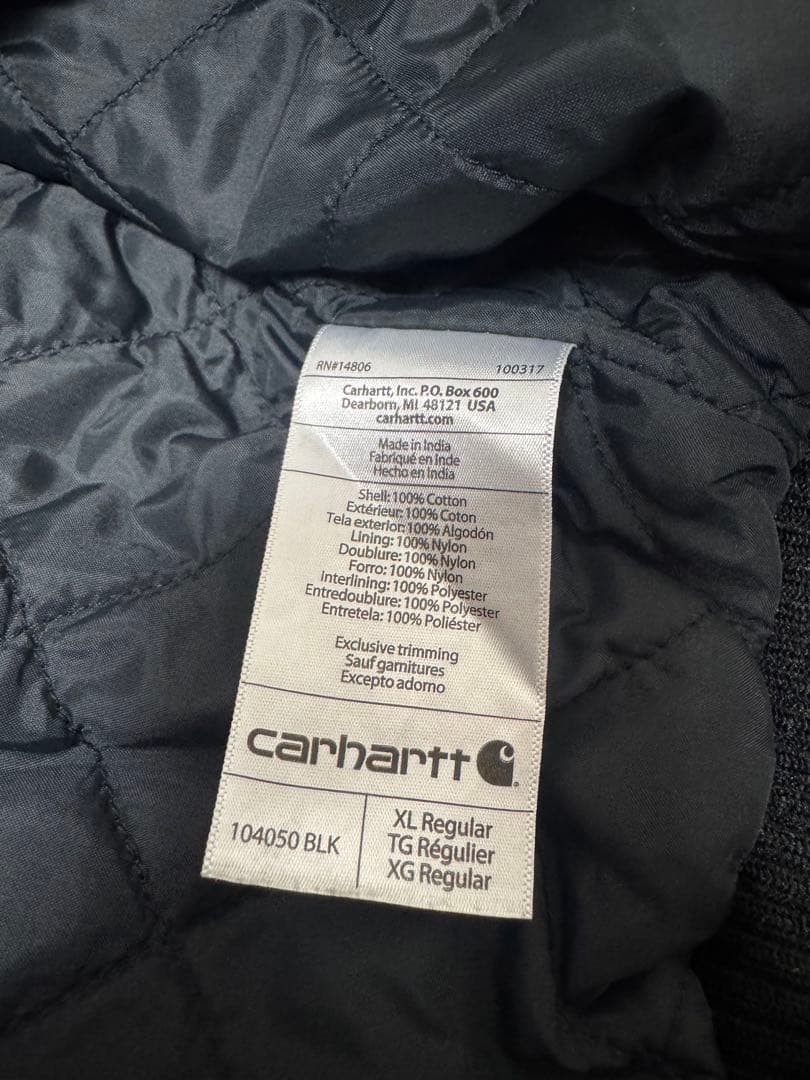 RN#14806 100317
Carhartt, Inc. P.O. Box 600
Dearborn, MI 48121 USA
carhartt.com
Made in India
Fabriqué en Inde
Hecho en India
Shell: 100% Cotton
Extérieur: 100% Coton
Tela exterior: 100% Algodón
Lining: 100% Nylon
Doublure: 100% Nylon
Forro: 100% Nylon
Interlining: 100% Polyester
Entredoublure: 100% Polyester
Entretela: 100% Poliéster
Exclusive trimming
Sauf garnitures
Excepto adorno
carhartt
104050 BLK
XL Regular
TG Régulier
XG Regular